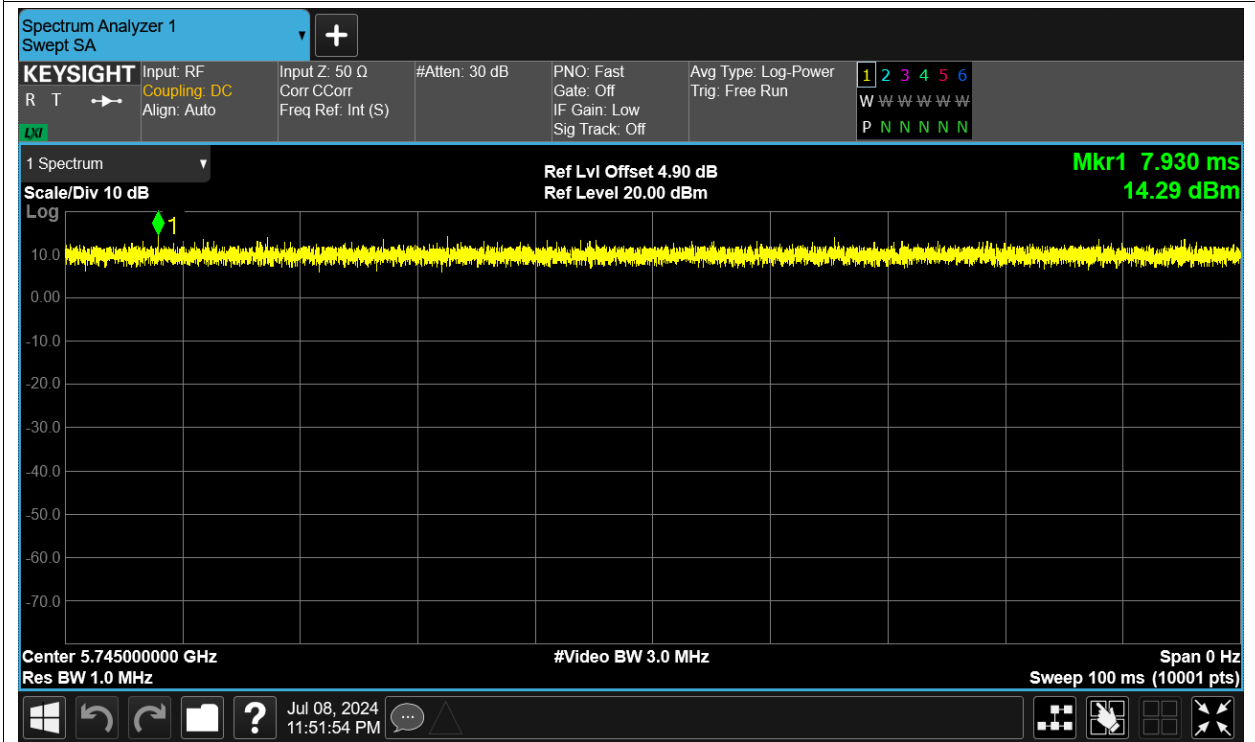 Spectrum Analyzer 1
Swept SA
+
KEYSIGHT
R T
LXI
Input: RF
Coupling: DC
Align: Auto
Input Z: 50 Ω
Corr CCorr
Freq Ref: Int (S)
#Atten: 30 dB
PNO: Fast
Gate: Off
IF Gain: Low
Sig Track: Off
Avg Type: Log-Power
Trig: Free Run
1 2 3 4 5 6
W W W W W W
P N N N N N
1 Spectrum
Scale/Div 10 dB
Ref Lvl Offset 4.90 dB
Ref Level 20.00 dBm
Mkr1 7.930 ms
14.29 dBm
Log
1
10.0
0.00
-10.0
-20.0
-30.0
-40.0
-50.0
-60.0
-70.0
Center 5.745000000 GHz
Res BW 1.0 MHz
#Video BW 3.0 MHz
Span 0 Hz
Sweep 100 ms (10001 pts)
?
Jul 08, 2024
11:51:54 PM